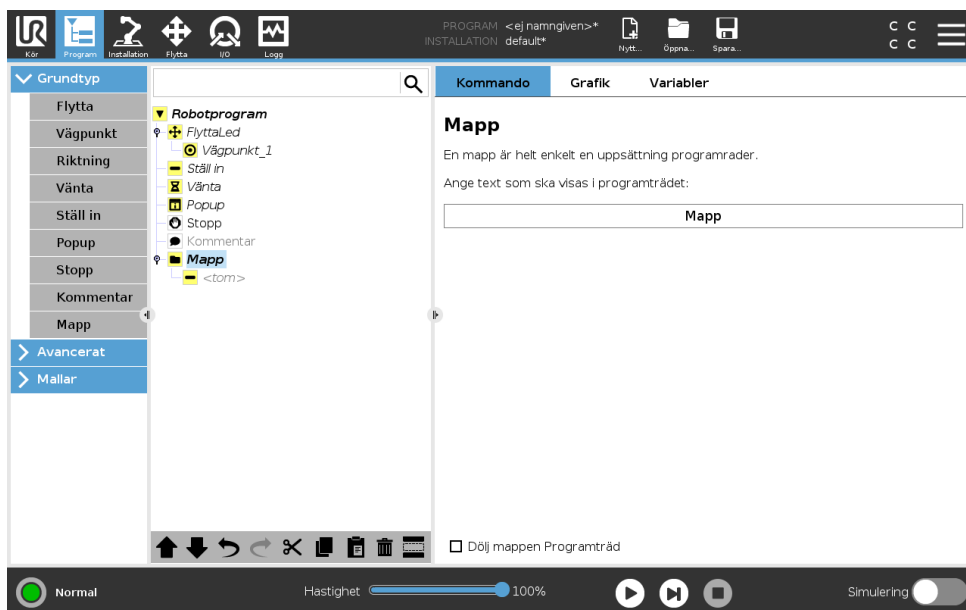 UR
PROGRAM <ej namngiven>*
INSTALLATION default*
C C
C C
Kör Program Installation Flytta I/O Logg Nytt... Öppna... Spara...
Grundtyp
Flytta
Vägpunkt
Riktning
Vänta
Ställ in
Popup
Stopp
Kommentar
Mapp
Avancerat
Mallar
Robotprogram
FlyttaLed
Vägpunkt_1
Ställ in
Vänta
Popup
Stopp
Kommentar
Mapp
<tom>
Kommando Grafik Variabler
Mapp
En mapp är helt enkelt en uppsättning programrader.
Ange text som ska visas i programträdet:
Mapp
Dölj mappen Programträd
Normal Hastighet 100% Simulering